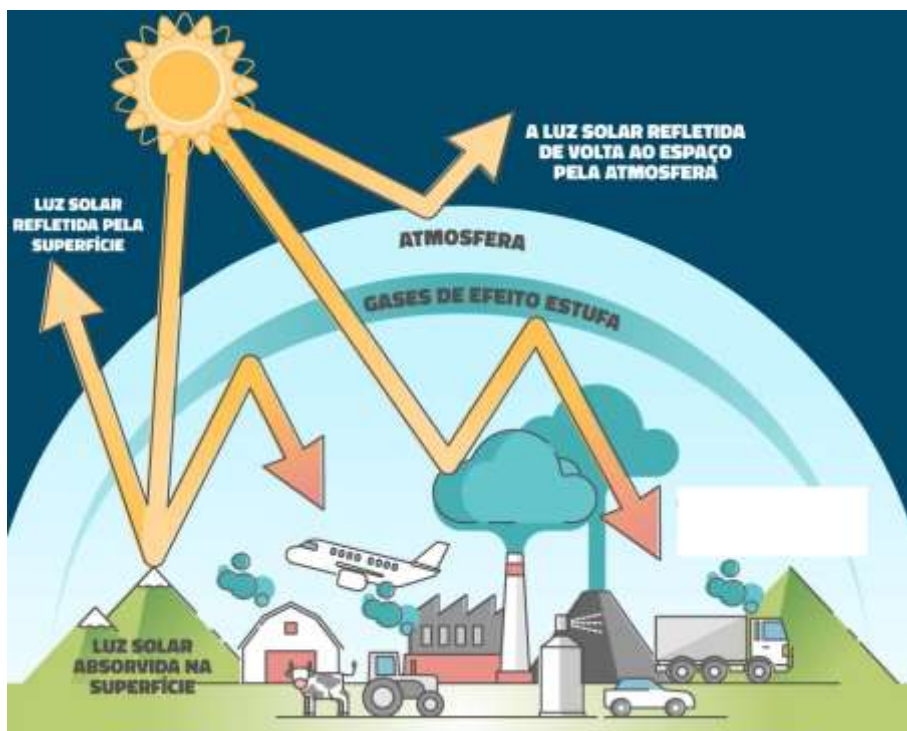 A LUZ SOLAR REFLETIDA
DE VOLTA AO ESPAÇO
PELA ATMOSFERA
LUZ SOLAR
REFLETIDA PELA
SUPERFÍCIE
ATMOSFERA
GASES DE EFEITO ESTUFA
LUZ SOLAR
ABSORVIDA NA
SUPERFÍCIE